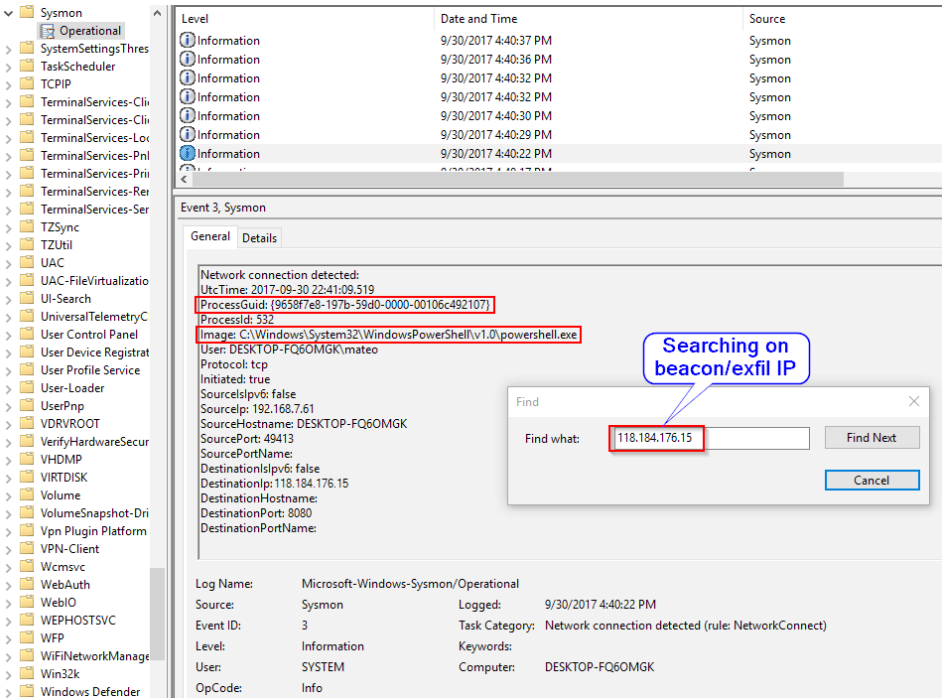 Sysmon
Operational
SystemSettingsThres
TaskScheduler
TCPIP
TerminalServices-Clie
TerminalServices-Clie
TerminalServices-Loc
TerminalServices-PnI
TerminalServices-Prin
TerminalServices-Rer
TerminalServices-Ser
TZSync
TZUtil
UAC
UAC-FileVirtualizatio
UI-Search
UniversalTelemetryC
User Control Panel
User Device Registrat
User Profile Service
User-Loader
UserPnp
VDRVROOT
VerifyHardwareSecur
VHDMP
VIRTDISK
Volume
VolumeSnapshot-Dri
Vpn Plugin Platform
VPN-Client
Wcmsvc
WebAuth
WebIO
WEPHOSTSVC
WFP
WiFiNetworkManage
Win32k
Windows Defender
Level Date and Time Source
Information 9/30/2017 4:40:37 PM Sysmon
Information 9/30/2017 4:40:36 PM Sysmon
Information 9/30/2017 4:40:32 PM Sysmon
Information 9/30/2017 4:40:32 PM Sysmon
Information 9/30/2017 4:40:30 PM Sysmon
Information 9/30/2017 4:40:29 PM Sysmon
Information 9/30/2017 4:40:22 PM Sysmon
Event 3, Sysmon
General Details
Network connection detected:
UtcTime: 2017-09-30 22:41:09.519
ProcessGuid: {9658f7e8-197b-59d0-0000-00106c492107}
ProcessId: 532
Image: C:\Windows\System32\WindowsPowerShell\v1.0\powershell.exe
User: DESKTOP-FQ6OMGK\mateo
Protocol: tcp
Initiated: true
SourceIsIpv6: false
SourceIp: 192.168.7.61
SourceHostname: DESKTOP-FQ6OMGK
SourcePort: 49413
SourcePortName:
DestinationIsIpv6: false
DestinationIp: 118.184.176.15
DestinationHostname:
DestinationPort: 8080
DestinationPortName:
Searching on
beacon/exfil IP
Find
Find what: 118.184.176.15 Find Next
Cancel
Log Name: Microsoft-Windows-Sysmon/Operational
Source: Sysmon Logged: 9/30/2017 4:40:22 PM
Event ID: 3 Task Category: Network connection detected (rule: NetworkConnect)
Level: Information Keywords:
User: SYSTEM Computer: DESKTOP-FQ6OMGK
OpCode: Info